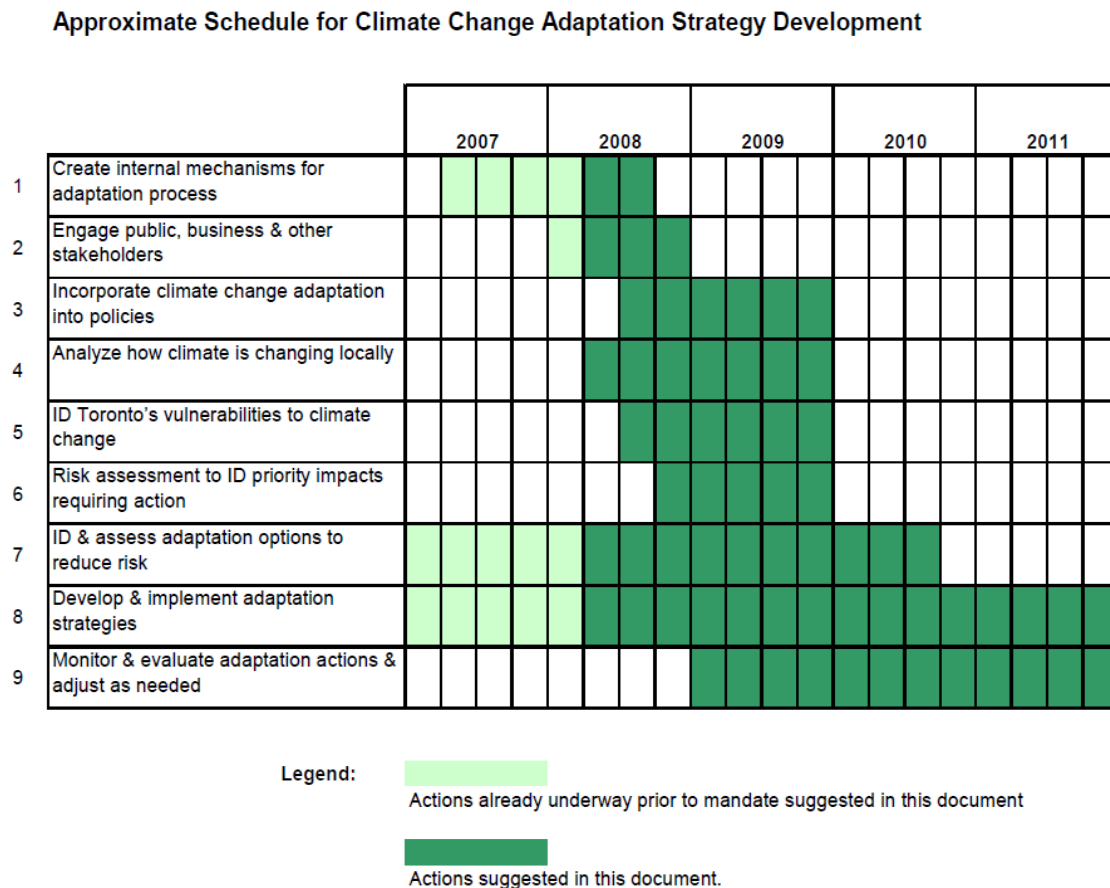 Approximate Schedule for Climate Change Adaptation Strategy Development
2007 2008 2009 2010 2011
1 Create internal mechanisms for
adaptation process
2 Engage public, business & other
stakeholders
3 Incorporate climate change adaptation
into policies
4 Analyze how climate is changing locally
5 ID Toronto's vulnerabilities to climate
change
6 Risk assessment to ID priority impacts
requiring action
7 ID & assess adaptation options to
reduce risk
8 Develop & implement adaptation
strategies
9 Monitor & evaluate adaptation actions &
adjust as needed
Legend:
Actions already underway prior to mandate suggested in this document
Actions suggested in this document.